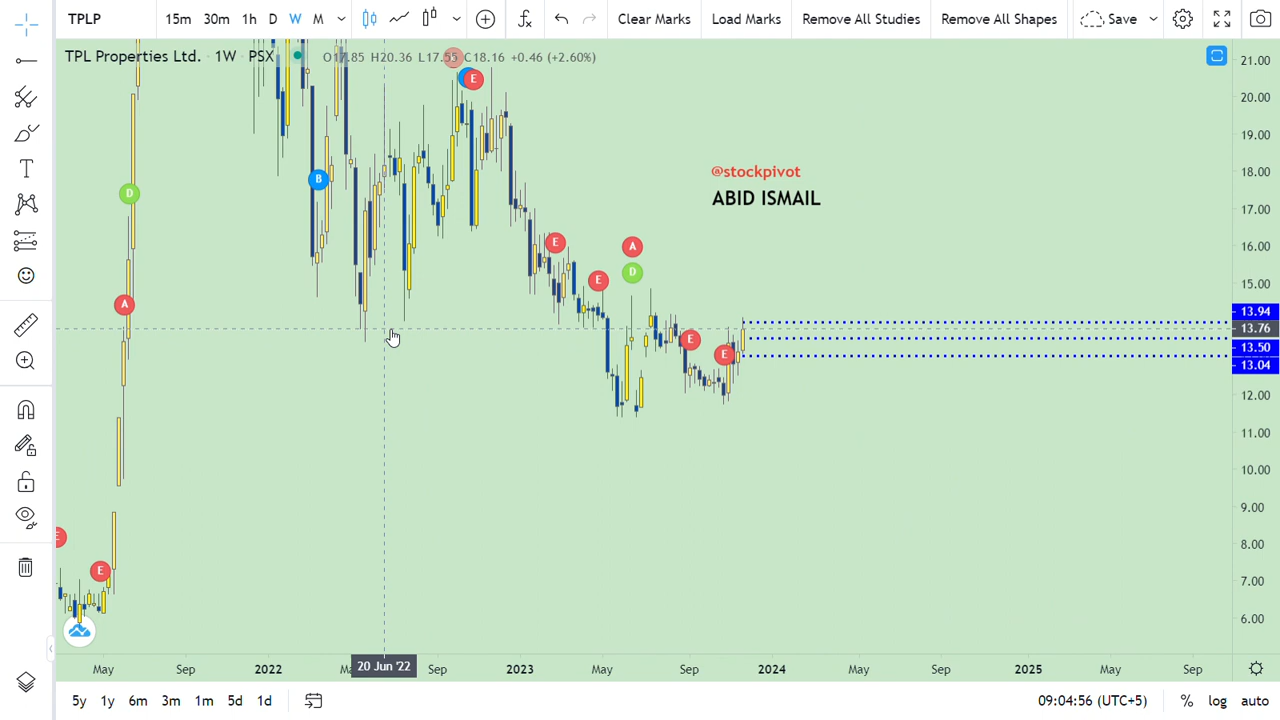 TPLP 15m 30m 1h D W M Clear Marks Load Marks Remove All Studies Remove All Shapes Save
TPL Properties Ltd. · 1W · PSX O17.85 H20.36 L17.55 C18.16 +0.46 (+2.60%)
21.00
E
20.00
19.00
@stockpivot
B
18.00
D
ABID ISMAIL
17.00
E
A
16.00
D
E
15.00
A
13.94
13.76
E
13.50
E
13.04
12.00
11.00
10.00
9.00
E
8.00
E
7.00
6.00
May Sep 2022 20 Jun '22 Sep 2023 May Sep 2024 May Sep 2025 May Sep
5y 1y 6m 3m 1m 5d 1d 09:04:56 (UTC+5) % log auto